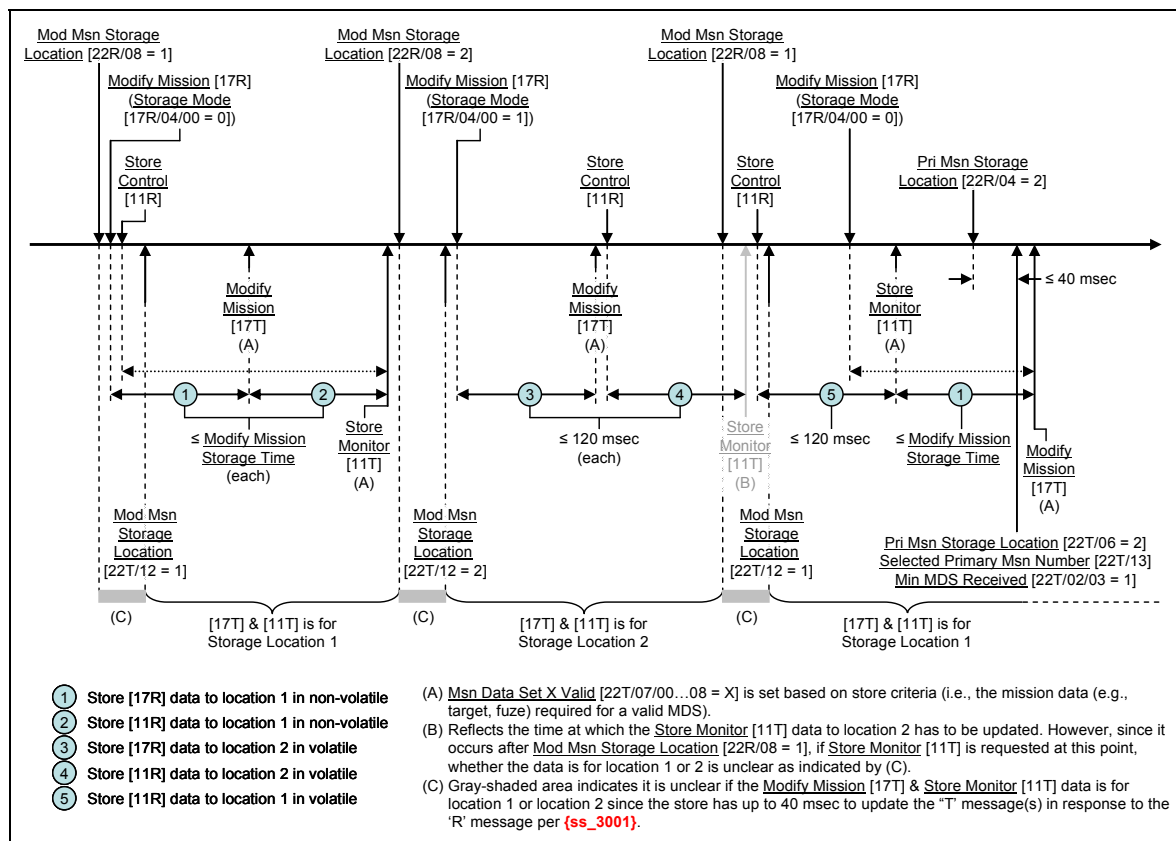 Mod Msn Storage
Location [22R/08 = 1]
Modify Mission [17R]
(Storage Mode
[17R/04/00 = 0])
Store
Control
[11R]
Mod Msn Storage
Location [22R/08 = 2]
Modify Mission [17R]
(Storage Mode
[17R/04/00 = 1])
Store
Control
[11R]
Mod Msn Storage
Location [22R/08 = 1]
Store
Control
[11R]
Modify Mission [17R]
(Storage Mode
[17R/04/00 = 0])
Pri Msn Storage
Location [22R/04 = 2]
≤ 40 msec
Modify
Mission
[17T]
(A)
Modify
Mission
[17T]
(A)
Store
Monitor
[11T]
(A)
1
2
3
4
5
1
≤ Modify Mission
Storage Time
(each)
Store
Monitor
[11T]
(A)
≤ 120 msec
(each)
Store
Monitor
[11T]
(B)
≤ 120 msec
≤ Modify Mission
Storage Time
Modify
Mission
[17T]
(A)
Mod Msn
Storage
Location
[22T/12 = 1]
Mod Msn
Storage
Location
[22T/12 = 2]
Mod Msn
Storage
Location
[22T/12 = 1]
Pri Msn Storage Location [22T/06 = 2]
Selected Primary Msn Number [22T/13]
Min MDS Received [22T/02/03 = 1]
(C)
[17T] & [11T] is for
Storage Location 1
(C)
[17T] & [11T] is for
Storage Location 2
(C)
[17T] & [11T] is for
Storage Location 1
1 Store [17R] data to location 1 in non-volatile
2 Store [11R] data to location 1 in non-volatile
3 Store [17R] data to location 2 in volatile
4 Store [11R] data to location 2 in volatile
5 Store [11R] data to location 1 in volatile
(A) Msn Data Set X Valid [22T/07/00…08 = X] is set based on store criteria (i.e., the mission data (e.g.,
target, fuze) required for a valid MDS).
(B) Reflects the time at which the Store Monitor [11T] data to location 2 has to be updated. However, since it
occurs after Mod Msn Storage Location [22R/08 = 1], if Store Monitor [11T] is requested at this point,
whether the data is for location 1 or 2 is unclear as indicated by (C).
(C) Gray-shaded area indicates it is unclear if the Modify Mission [17T] & Store Monitor [11T] data is for
location 1 or location 2 since the store has up to 40 msec to update the “T’ message(s) in response to the
‘R’ message per {ss_3001}.